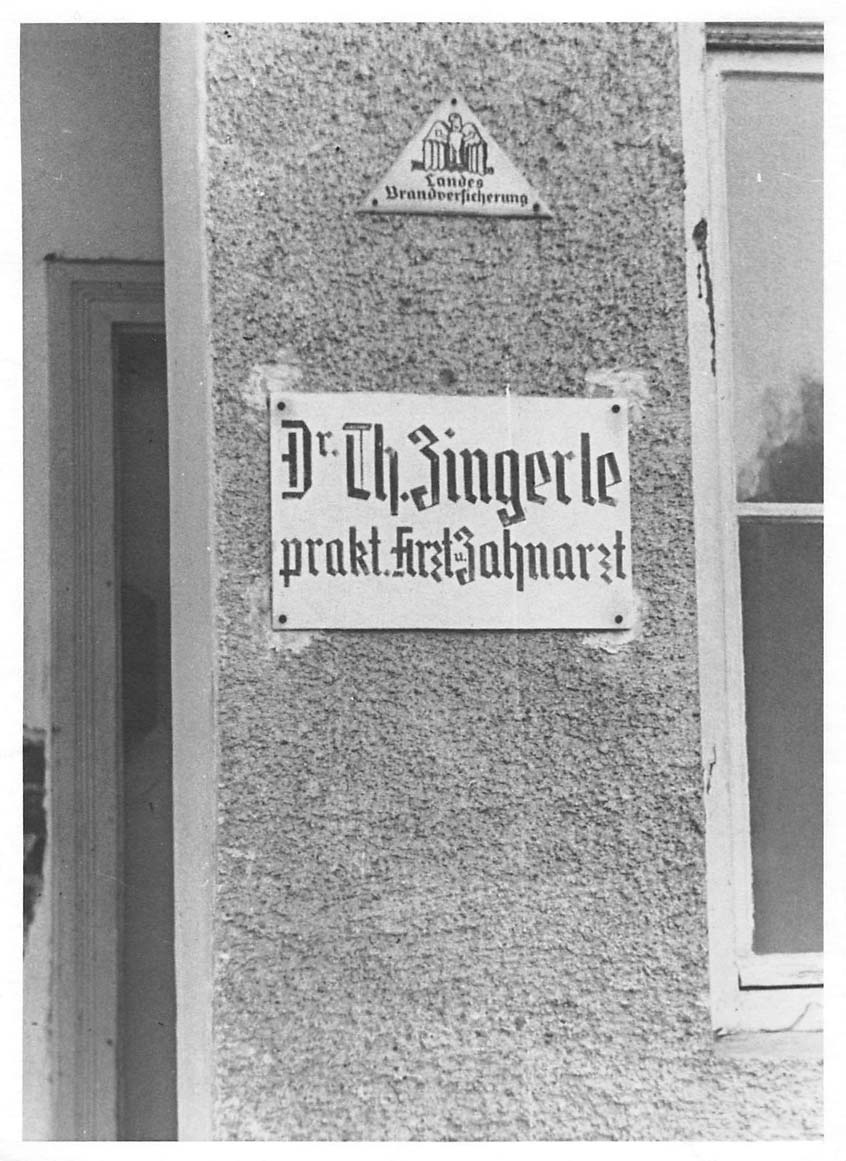 Landes
Brandversicherung
Dr. Th. Zingerle
prakt. Arzt u. Zahnarzt